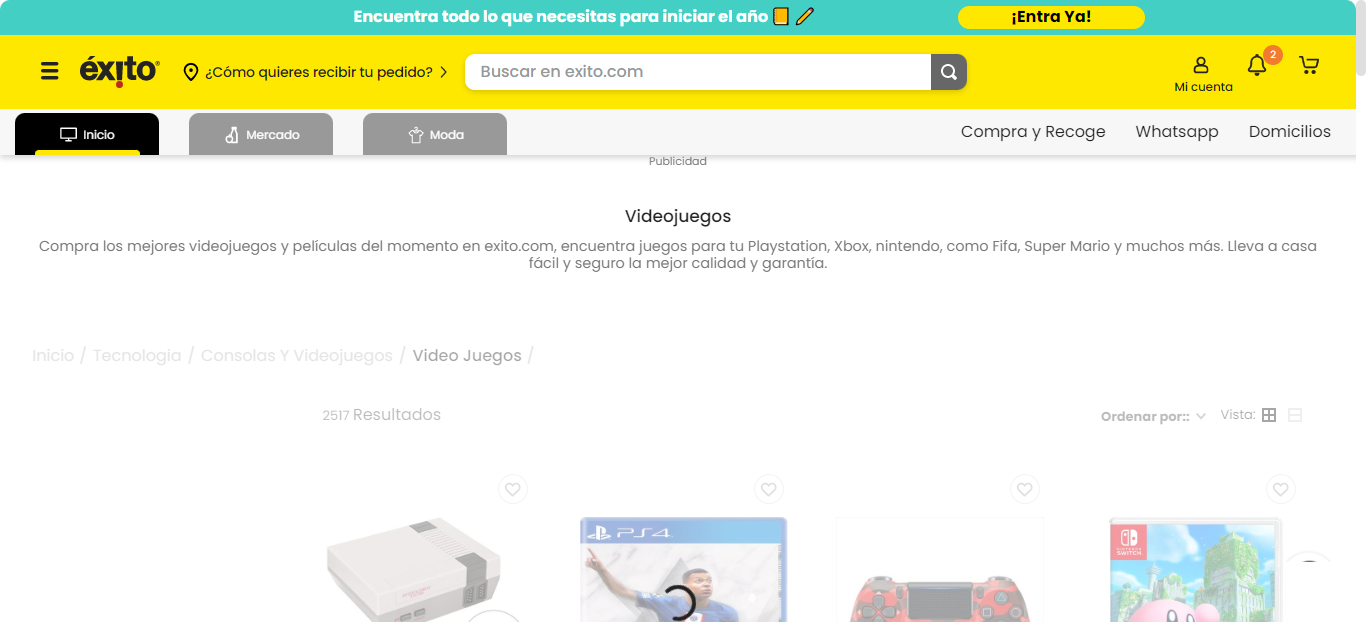 Encuentra todo lo que necesitas para iniciar el año
¡Entra Ya!
éxito
¿Cómo quieres recibir tu pedido?
Buscar en exito.com
Mi cuenta
2
Inicio
Mercado
Moda
Compra y Recoge
Whatsapp
Domicilios
Publicidad
Videojuegos
Compra los mejores videojuegos y películas del momento en exito.com, encuentra juegos para tu Playstation, Xbox, nintendo, como Fifa, Super Mario y muchos más. Lleva a casa
fácil y seguro la mejor calidad y garantía.
Inicio / Tecnologia / Consolas Y Videojuegos / Video Juegos /
2517 Resultados
Ordenar por::
Vista:
PS4
NINTENDO
SWITCH